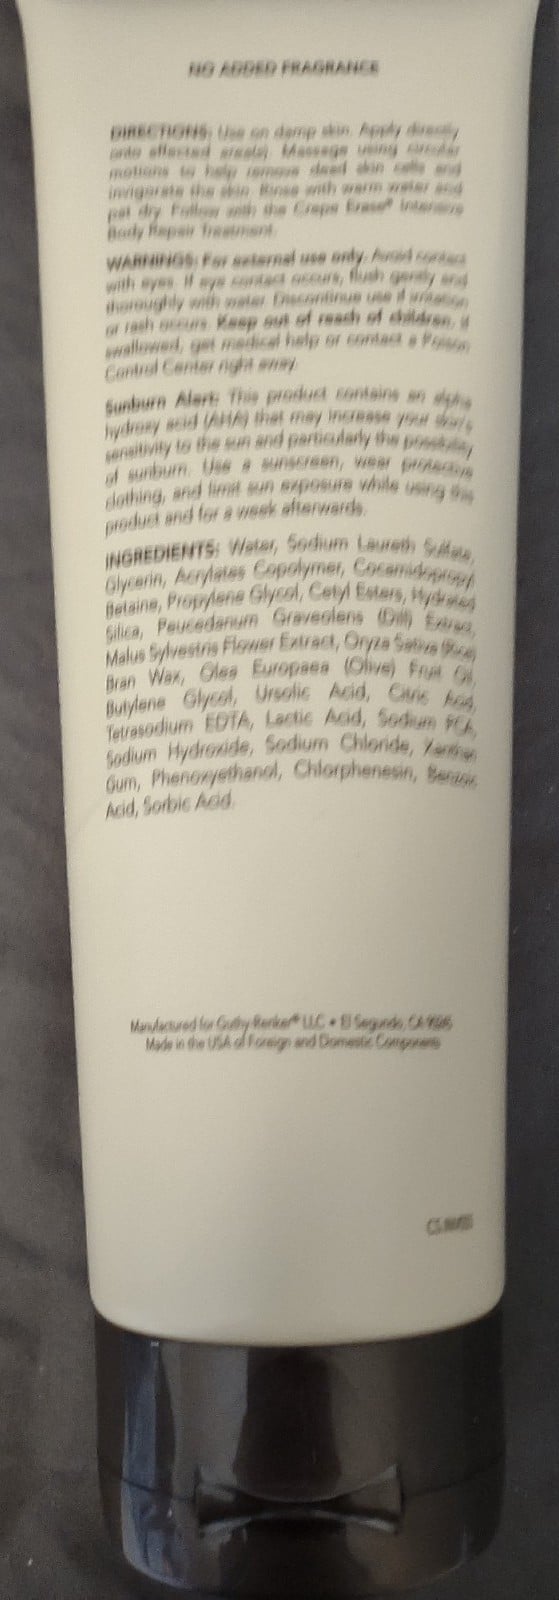 NO ADDED FRAGRANCE
DIRECTIONS: Use on damp skin. Apply directly
onto affected area(s). Massage using circular
motions to help remove dead skin cells and
invigorate the skin. Rinse with warm water and
pat dry. Follow with the Crepe Erase® Intensive
Body Repair Treatment.
WARNINGS: For external use only. Avoid contact
with eyes. If eye contact occurs, flush gently and
thoroughly with water. Discontinue use if irritation
or rash occurs. Keep out of reach of children. If
swallowed, get medical help or contact a Poison
Control Center right away.
Sunburn Alert: This product contains an alpha
hydroxy acid (AHA) that may increase your skin's
sensitivity to the sun and particularly the possibility
of sunburn. Use a sunscreen, wear protective
clothing, and limit sun exposure while using this
product and for a week afterwards.
INGREDIENTS: Water, Sodium Laureth Sulfate,
Glycerin, Acrylates Copolymer, Cocamidopropyl
Betaine, Propylene Glycol, Cetyl Esters, Hydrated
Silica, Peucedanum Graveolens (Dill) Extract,
Malus Sylvestris Flower Extract, Oryza Sativa (Rice)
Bran Wax, Olea Europaea (Olive) Fruit Oil,
Butylene Glycol, Ursolic Acid, Citric Acid,
Tetrasodium EDTA, Lactic Acid, Sodium PCA,
Sodium Hydroxide, Sodium Chloride, Xanthan
Gum, Phenoxyethanol, Chlorphenesin, Benzoic
Acid, Sorbic Acid.
Manufactured for Guthy-Renker® LLC • El Segundo, CA 90245
Made in the USA of Foreign and Domestic Components